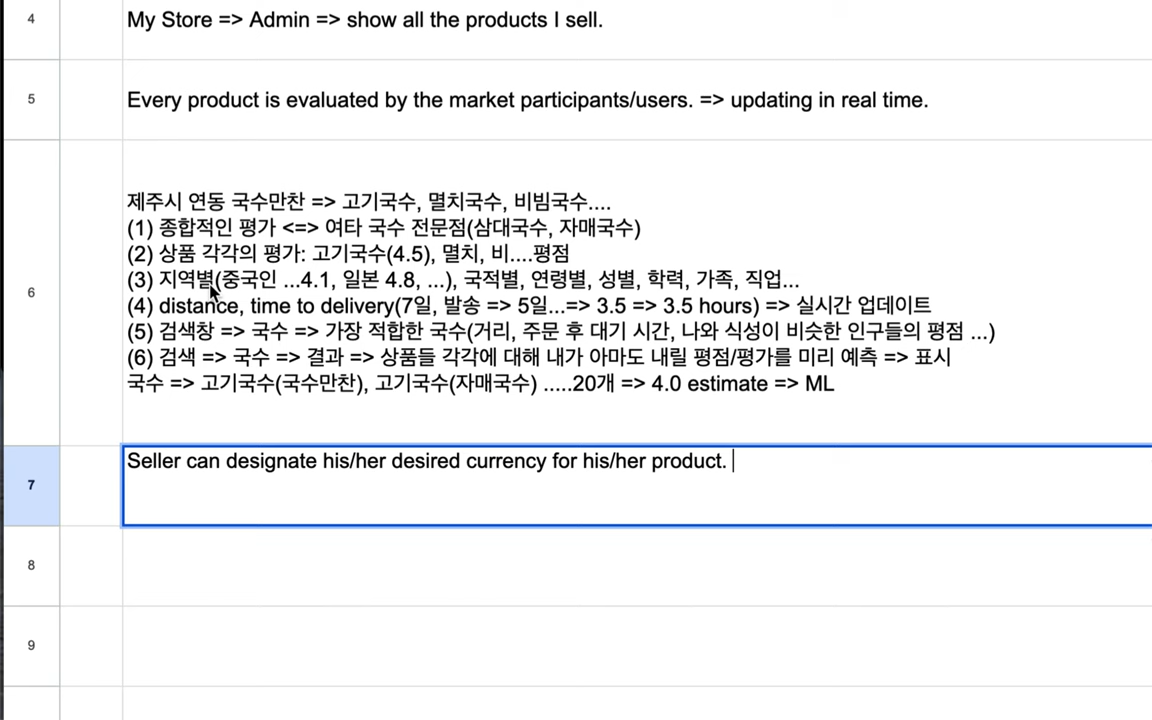 4
My Store => Admin => show all the products I sell.
5
Every product is evaluated by the market participants/users. => updating in real time.
6
제주시 연동 국수만찬 => 고기국수, 멸치국수, 비빔국수....
(1) 종합적인 평가 <=> 여타 국수 전문점(삼대국수, 자매국수)
(2) 상품 각각의 평가: 고기국수(4.5), 멸치, 비....평점
(3) 지역별(중국인 ...4.1, 일본 4.8, ...), 국적별, 연령별, 성별, 학력, 가족, 직업...
(4) distance, time to delivery(7일, 발송 => 5일...=> 3.5 => 3.5 hours) => 실시간 업데이트
(5) 검색창 => 국수 => 가장 적합한 국수(거리, 주문 후 대기 시간, 나와 식성이 비슷한 인구들의 평점 ...)
(6) 검색 => 국수 => 결과 => 상품들 각각에 대해 내가 아마도 내릴 평점/평가를 미리 예측 => 표시
국수 => 고기국수(국수만찬), 고기국수(자매국수) .....20개 => 4.0 estimate => ML
7
Seller can designate his/her desired currency for his/her product.
8
9